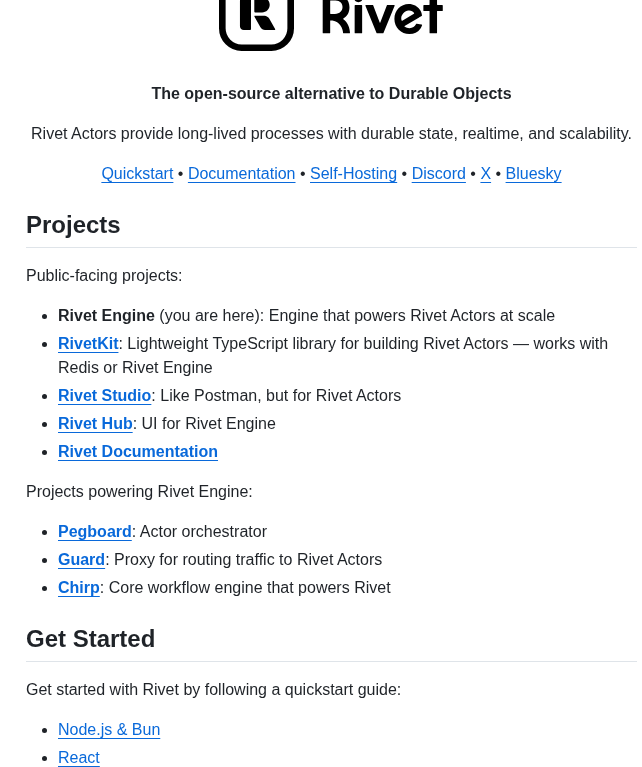 Rivet
The open-source alternative to Durable Objects
Rivet Actors provide long-lived processes with durable state, realtime, and scalability.
Quickstart • Documentation • Self-Hosting • Discord • X • Bluesky
Projects
Public-facing projects:
• Rivet Engine (you are here): Engine that powers Rivet Actors at scale
• RivetKit: Lightweight TypeScript library for building Rivet Actors — works with
Redis or Rivet Engine
• Rivet Studio: Like Postman, but for Rivet Actors
• Rivet Hub: UI for Rivet Engine
• Rivet Documentation
Projects powering Rivet Engine:
• Pegboard: Actor orchestrator
• Guard: Proxy for routing traffic to Rivet Actors
• Chirp: Core workflow engine that powers Rivet
Get Started
Get started with Rivet by following a quickstart guide:
• Node.js & Bun
• React